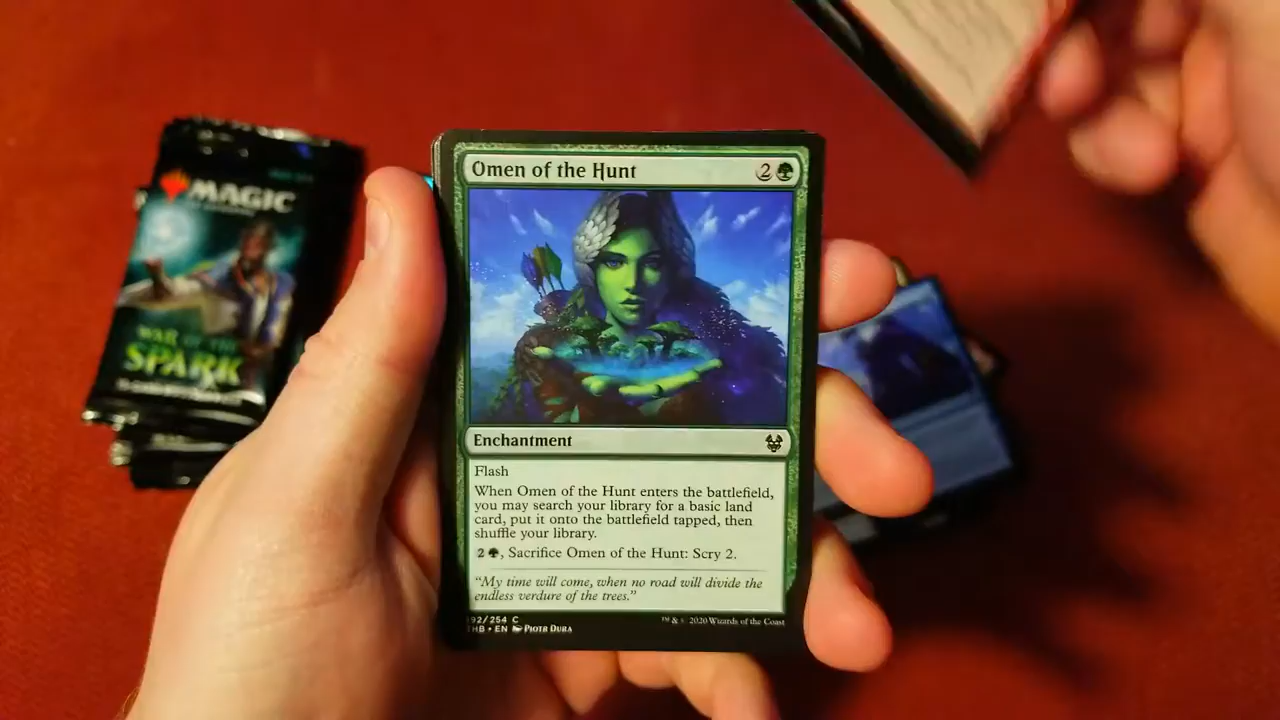 Omen of the Hunt 2
MAGIC
WAR OF THE
SPARK
Enchantment
Flash
When Omen of the Hunt enters the battlefield,
you may search your library for a basic land
card, put it onto the battlefield tapped, then
shuffle your library.
2, Sacrifice Omen of the Hunt: Scry 2.
“My time will come, when no road will divide the
endless verdure of the trees.”
92/254 C
HB • EN Piotr Dura
™ & © 2020 Wizards of the Coast